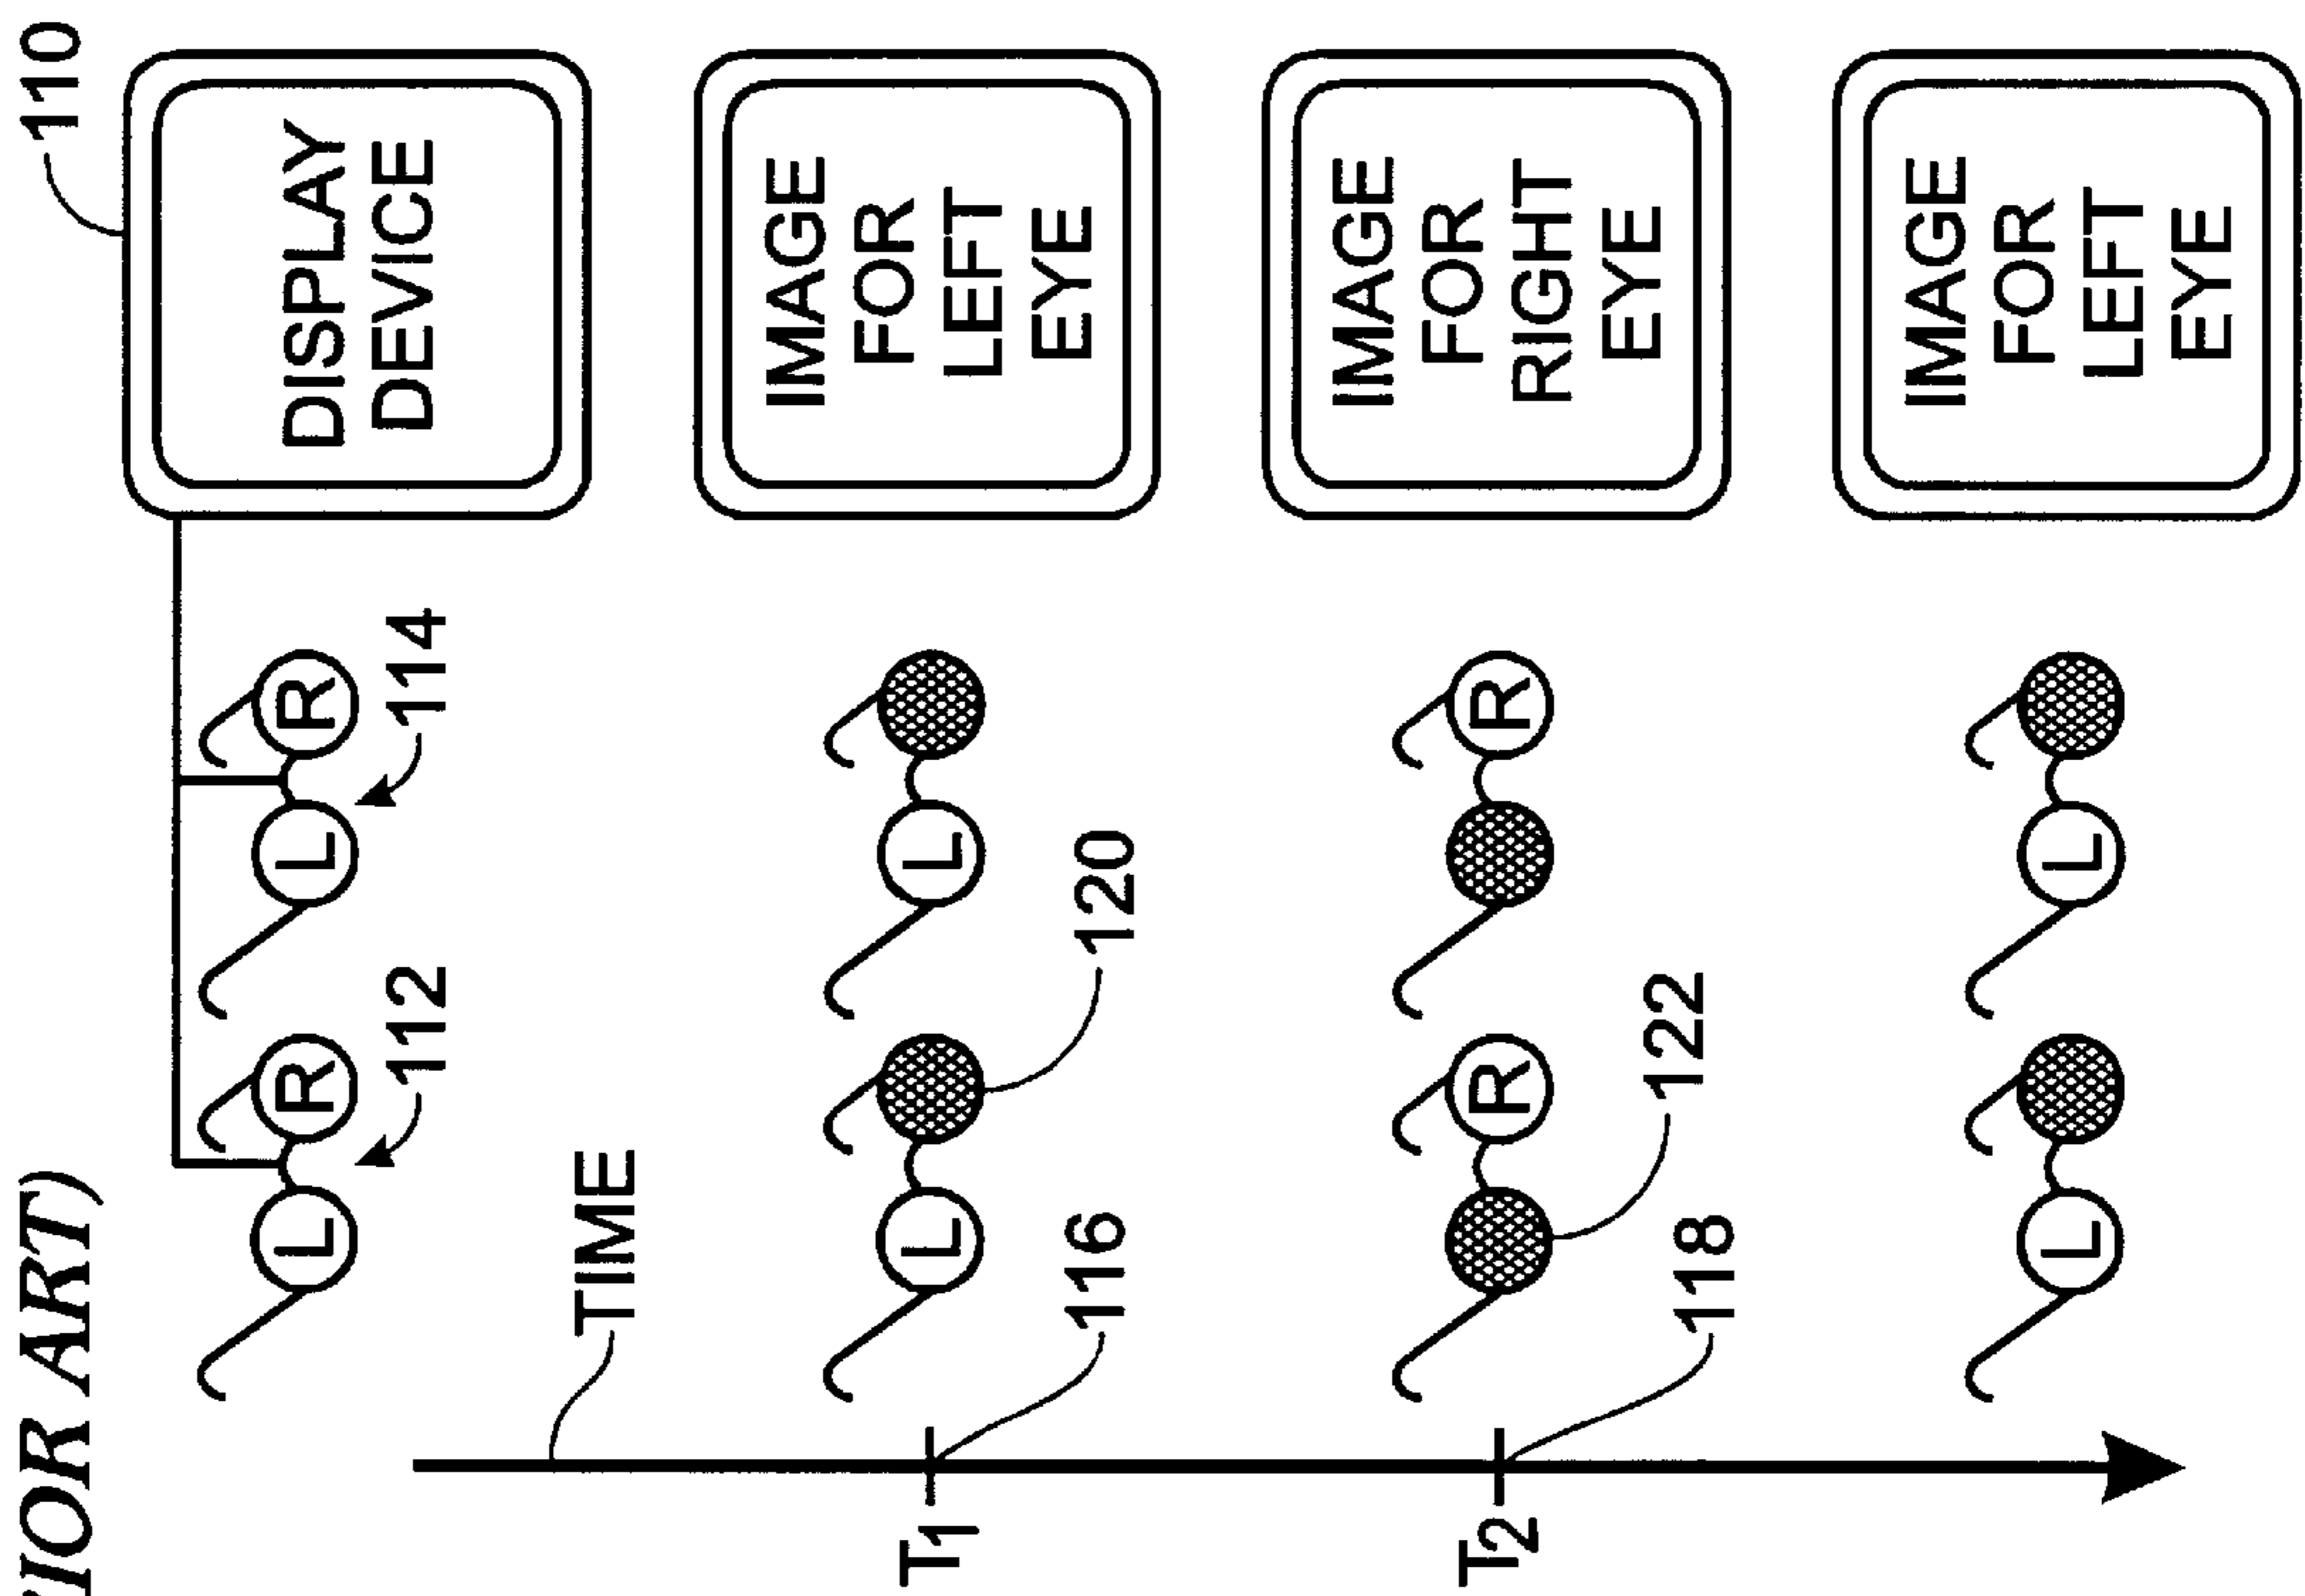 IOR ART)
110
L R L R
DISPLAY
DEVICE
112
114
TIME
T1
L L
IMAGE
FOR
LEFT
EYE
116
120
T2
R R
IMAGE
FOR
RIGHT
EYE
118
122
L L
IMAGE
FOR
LEFT
EYE